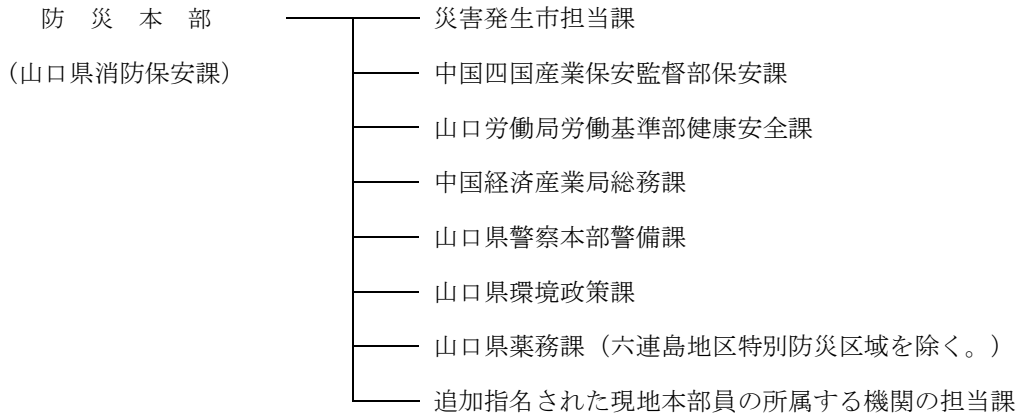 防　災　本　部
災害発生市担当課
（山口県消防保安課）
中国四国産業保安監督部保安課
山口労働局労働基準部健康安全課
中国経済産業局総務課
山口県警察本部警備課
山口県環境政策課
山口県薬務課（六連島地区特別防災区域を除く。）
追加指名された現地本部員の所属する機関の担当課